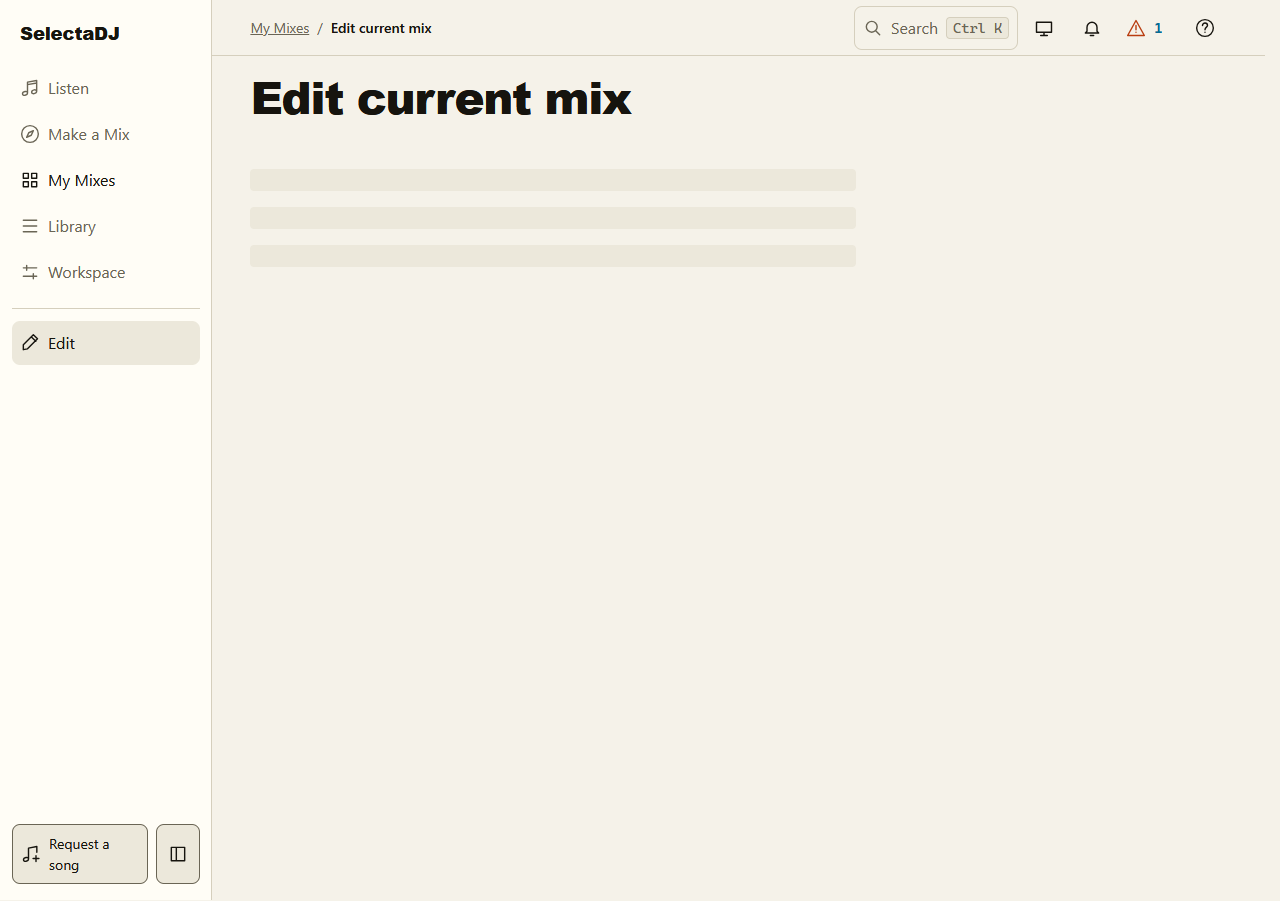 SelectaDJ
Listen
Make a Mix
My Mixes
Library
Workspace
Edit
Request a
song
My Mixes / Edit current mix
Search Ctrl K
1
Edit current mix